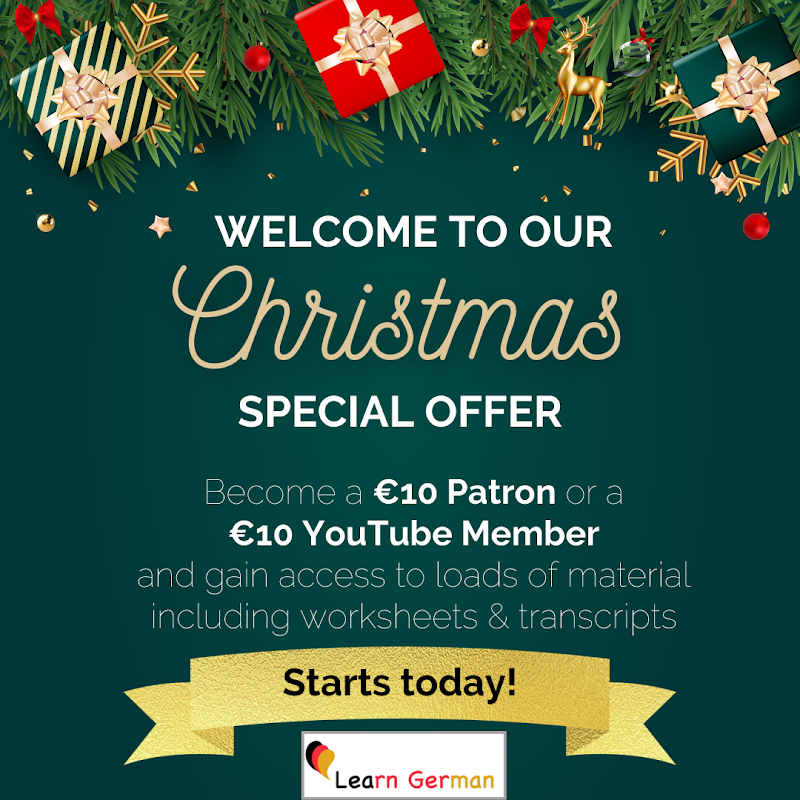 WELCOME TO OUR
Christmas
SPECIAL OFFER
Become a €10 Patron or a
€10 YouTube Member
and gain access to loads of material
including worksheets & transcripts
Starts today!
Learn German